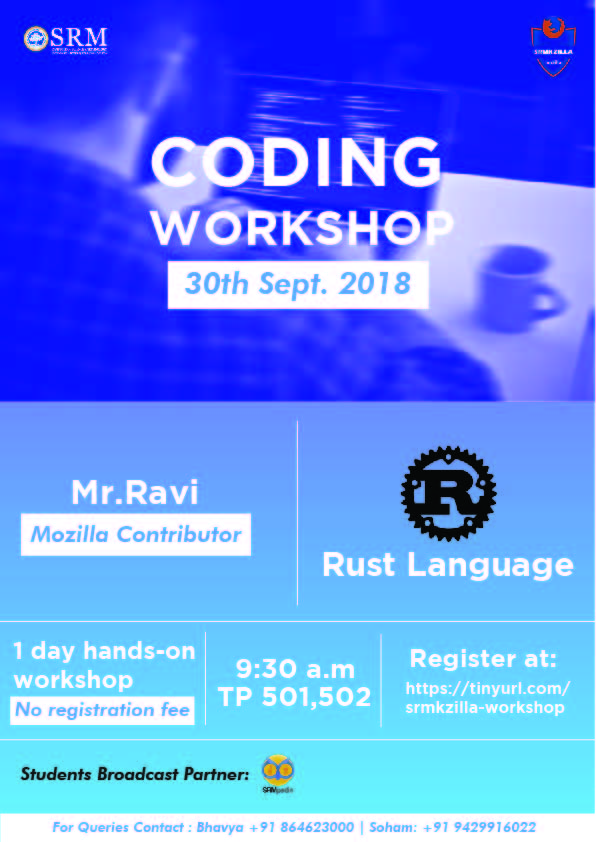 SRM
SRMKZILLA
mozilla
CODING
WORKSHOP
30th Sept. 2018
Mr.Ravi
Mozilla Contributor
R
Rust Language
1 day hands-on
workshop
No registration fee
9:30 a.m
TP 501,502
Register at:
https://tinyurl.com/
srmkzilla-workshop
Students Broadcast Partner:
SRMpedia
For Queries Contact : Bhavya +91 864623000 | Soham: +91 9429916022